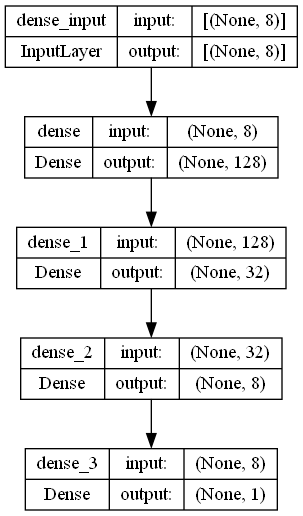 dense_input input: [(None, 8)]
InputLayer output: [(None, 8)]
dense input: (None, 8)
Dense output: (None, 128)
dense_1 input: (None, 128)
Dense output: (None, 32)
dense_2 input: (None, 32)
Dense output: (None, 8)
dense_3 input: (None, 8)
Dense output: (None, 1)